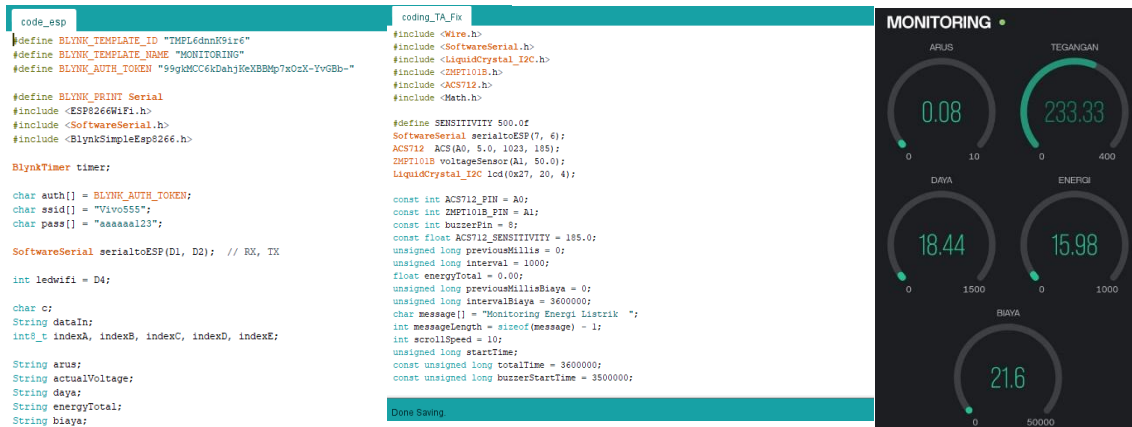 code_esp
#define BLYNK_TEMPLATE_ID "TMPL6dnnK9ir6"
#define BLYNK_TEMPLATE_NAME "MONITORING"
#define BLYNK_AUTH_TOKEN "99gkMCC6kDahjKeXBBMp7xOzX-YvGBb-"
#define BLYNK_PRINT Serial
#include <ESP8266WiFi.h>
#include <SoftwareSerial.h>
#include <BlynkSimpleEsp8266.h>
BlynkTimer timer;
char auth[] = BLYNK_AUTH_TOKEN;
char ssid[] = "Vivo555";
char pass[] = "aaaaaa123";
SoftwareSerial serialtoESP(D1, D2);  // RX, TX
int ledwifi = D4;
char c;
String dataIn;
int8_t indexA, indexB, indexC, indexD, indexE;
String arus;
String actualVoltage;
String daya;
String energyTotal;
String biaya;
coding_TA_Fix
#include <Wire.h>
#include <SoftwareSerial.h>
#include <LiquidCrystal_I2C.h>
#include <ZMPT101B.h>
#include <ACS712.h>
#include <Math.h>
#define SENSITIVITY 500.0f
SoftwareSerial serialtoESP(7, 6);
ACS712  ACS(A0, 5.0, 1023, 185);
ZMPT101B voltageSensor(A1, 50.0);
LiquidCrystal_I2C lcd(0x27, 20, 4);
const int ACS712_PIN = A0;
const int ZMPT101B_PIN = A1;
const int buzzerPin = 8;
const float ACS712_SENSITIVITY = 185.0;
unsigned long previousMillis = 0;
unsigned long interval = 1000;
float energyTotal = 0.00;
unsigned long previousMillisBiaya = 0;
unsigned long intervalBiaya = 3600000;
char message[] = "Monitoring Energi Listrik  ";
int messageLength = sizeof(message) - 1;
int scrollSpeed = 10;
unsigned long startTime;
const unsigned long totalTime = 3600000;
const unsigned long buzzerStartTime = 3500000;
Done Saving.
MONITORING
ARUS TEGANGAN
0.08 233.33
0 10 0 400
DAYA ENERGI
18.44 15.98
0 1500 0 1000
BIAYA
21.6
0 50000